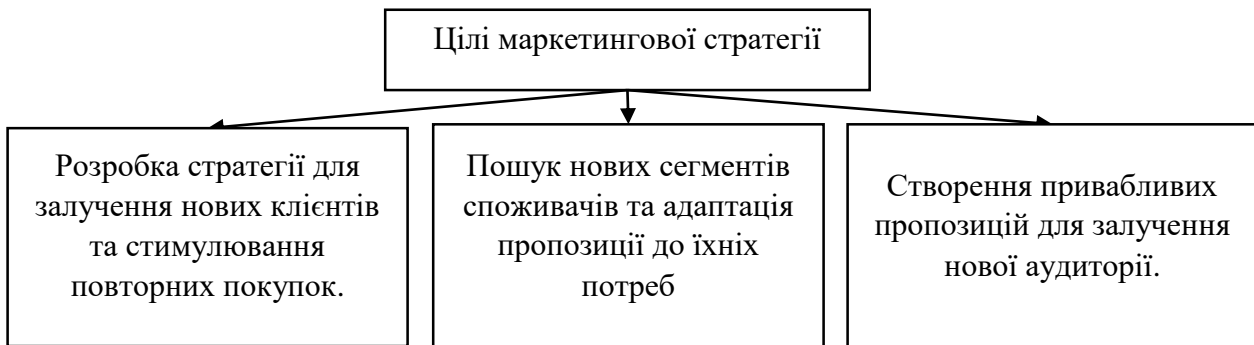 Цілі маркетингової стратегії
Розробка стратегії для
залучення нових клієнтів
та стимулювання
повторних покупок.
Пошук нових сегментів
споживачів та адаптація
пропозиції до їхніх
потреб
Створення привабливих
пропозицій для залучення
нової аудиторії.